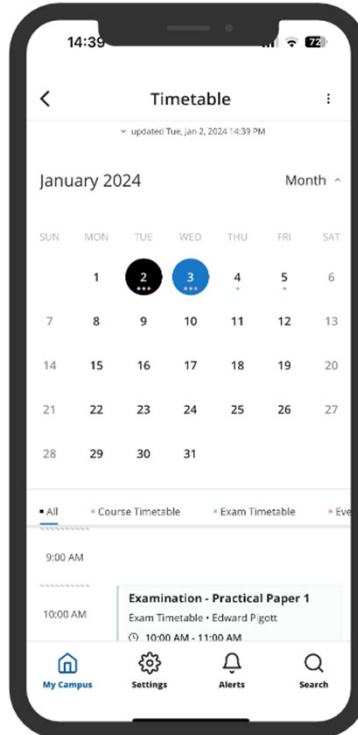 14:39 72
Timetable
updated Tue, Jan 2, 2024 14:39 PM
January 2024 Month
SUN MON TUE WED THU FRI SAT
1 2 3 4 5 6
7 8 9 10 11 12 13
14 15 16 17 18 19 20
21 22 23 24 25 26 27
28 29 30 31
All Course Timetable Exam Timetable Eve
9:00 AM
10:00 AM
Examination - Practical Paper 1
Exam Timetable • Edward Pigott
10:00 AM - 11:00 AM
My Campus Settings Alerts Search